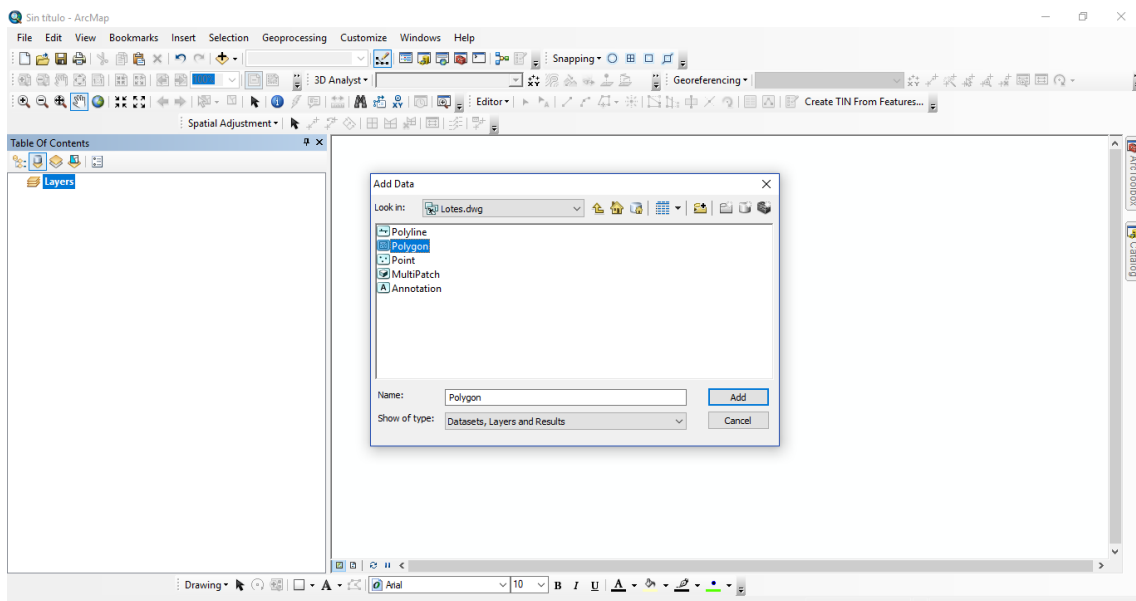 Sin título - ArcMap
File Edit View Bookmarks Insert Selection Geoprocessing Customize Windows Help
Snapping
3D Analyst Georeferencing
Editor Create TIN From Features...
Spatial Adjustment
Table Of Contents
Layers
ArcToolbox
Catalog
Add Data
Look in: Lotes.dwg
Polyline
Polygon
Point
MultiPatch
A Annotation
Name: Polygon Add
Show of type: Datasets, Layers and Results Cancel
Drawing A Arial 10 B I U A